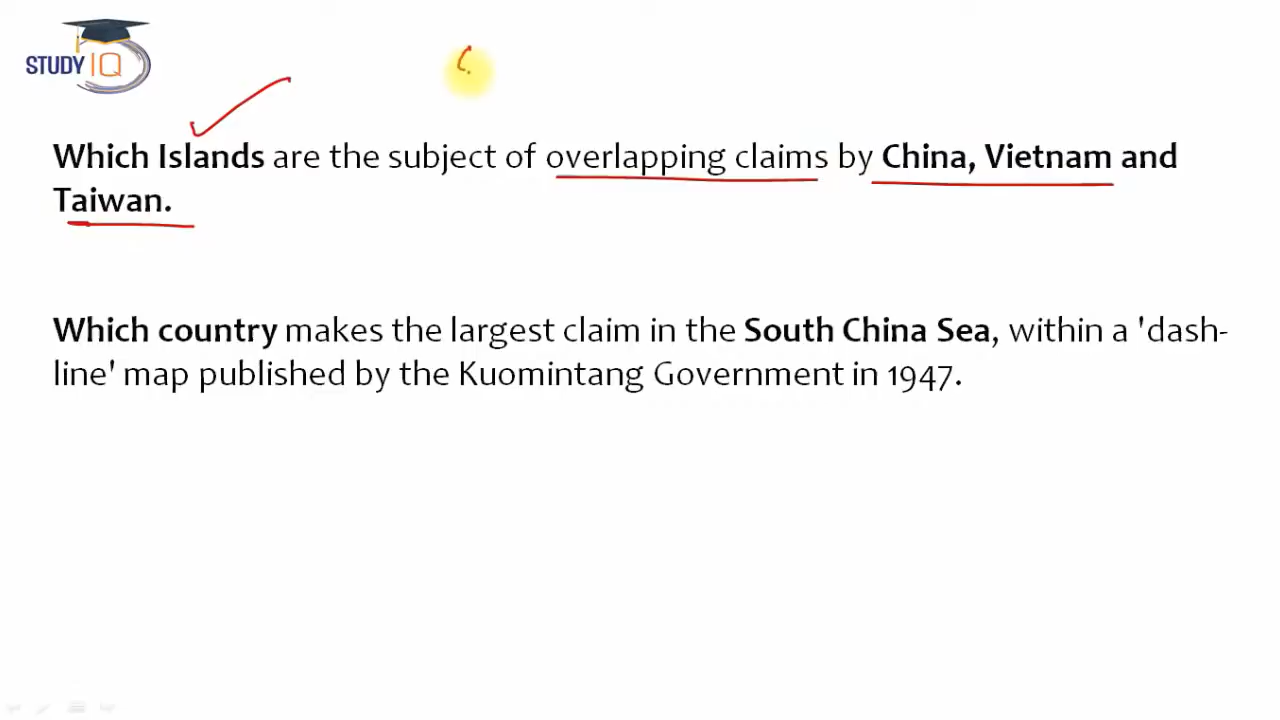 STUDY IQ
Which Islands are the subject of overlapping claims by China, Vietnam and
Taiwan.
Which country makes the largest claim in the South China Sea, within a 'dash-
line' map published by the Kuomintang Government in 1947.